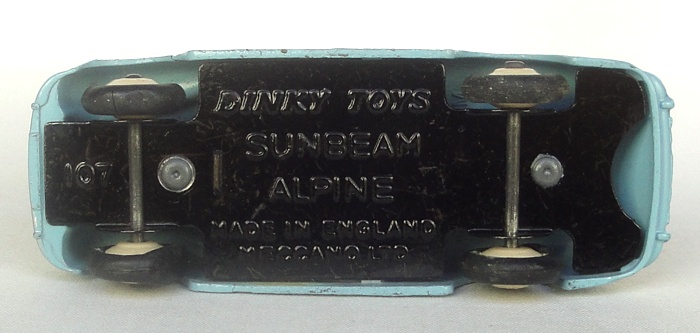 DINKY TOYS
SUNBEAM
107
ALPINE
MADE IN ENGLAND
MECCANO LTD